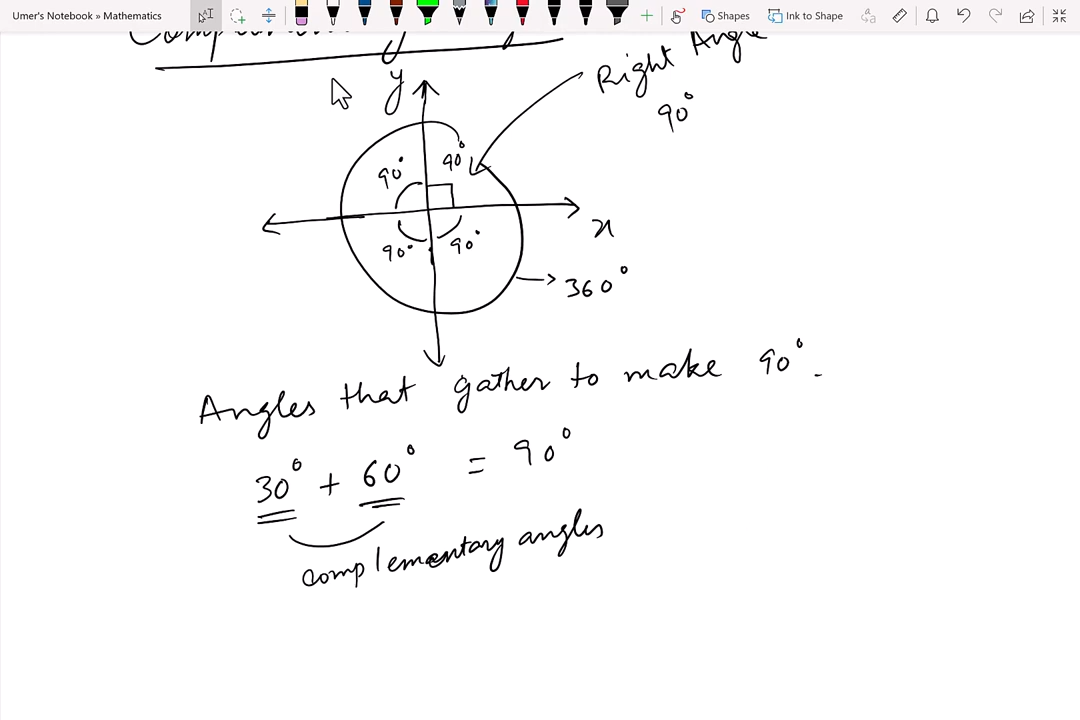 Umer's Notebook » Mathematics
Shapes
Ink to Shape
Right Angle
90°
y
90°
90°
x
90°
90°
360°
Angles that gather to make 90°.
30° + 60° = 90°
complementary angles